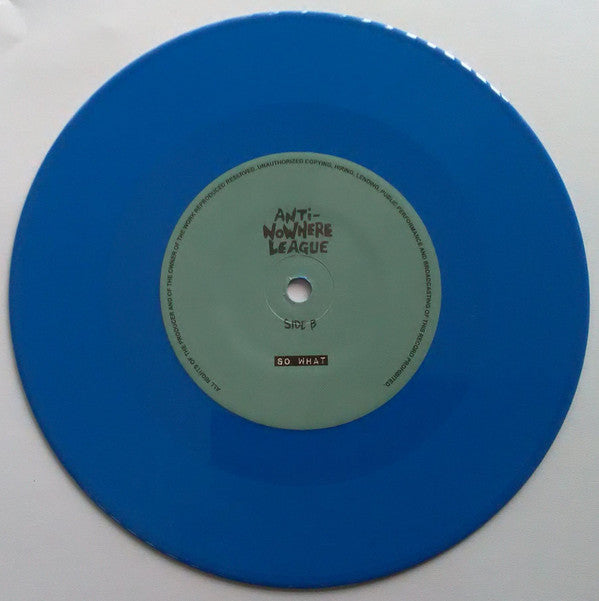 ALL RIGHTS OF THE PRODUCER AND OF THE OWNER OF THE WORK REPRODUCED RESERVED. UNAUTHORIZED COPYING, HIRING, LENDING, PUBLIC PERFORMANCE AND BROADCASTING OF THIS RECORD PROHIBITED.
ANTi-
NoWHERE
LEAGUE
SIDE B
SO WHAT